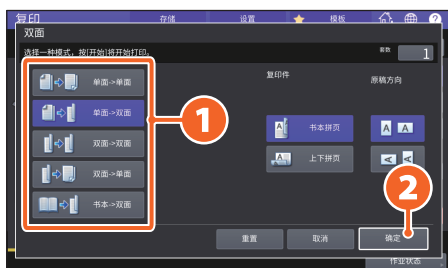 复印 存储 设置 模板
双面
选择一种模式，按[开始]将开始打印。 套数 1
单面->单面
单面->双面
双面->双面
双面->单面
书本->双面
1
复印件
书本拼页
上下拼页
原稿方向
A A
A A
2
重置 取消 确定
作业状态